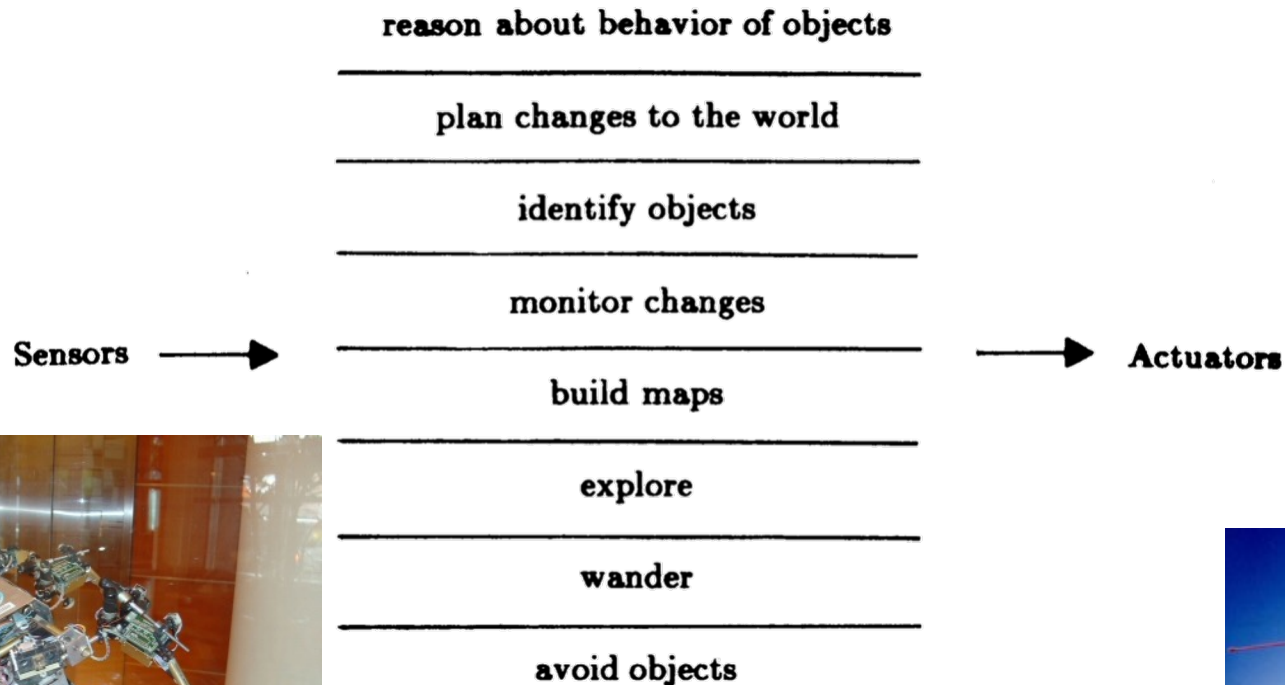 reason about behavior of objects
plan changes to the world
identify objects
monitor changes
Sensors
Actuators
build maps
explore
wander
avoid objects